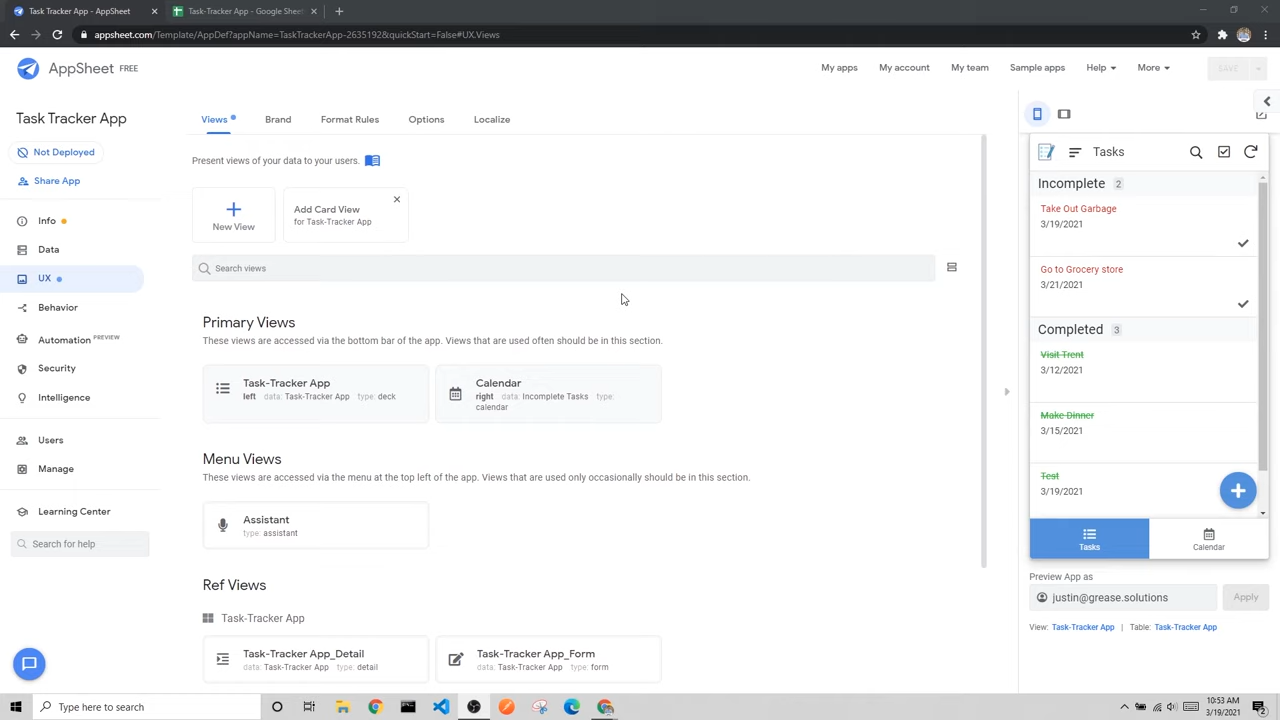 Task Tracker App - AppSheet
Task-Tracker App - Google Sheet
appsheet.com/Template/AppDef?appName=TaskTrackerApp-2635192&quickStart=False#UX.Views
AppSheet FREE
My apps
My account
My team
Sample apps
Help
More
SAVE
Task Tracker App
Not Deployed
Share App
Info
Data
UX
Behavior
Automation PREVIEW
Security
Intelligence
Users
Manage
Learning Center
Search for help
Views
Brand
Format Rules
Options
Localize
Present views of your data to your users.
New View
Add Card View
for Task-Tracker App
Search views
Primary Views
These views are accessed via the bottom bar of the app. Views that are used often should be in this section.
Task-Tracker App
left data: Task-Tracker App type: deck
Calendar
right data: Incomplete Tasks type:
calendar
Menu Views
These views are accessed via the menu at the top left of the app. Views that are used only occasionally should be in this section.
Assistant
type: assistant
Ref Views
Task-Tracker App
Task-Tracker App_Detail
data: Task-Tracker App type: detail
Task-Tracker App_Form
data: Task-Tracker App type: form
Tasks
Incomplete 2
Take Out Garbage
3/19/2021
Go to Grocery store
3/21/2021
Completed 3
Visit Trent
3/12/2021
Make Dinner
3/15/2021
Test
3/19/2021
Tasks
Calendar
Preview App as
justin@grease.solutions
Apply
View: Task-Tracker App | Table: Task-Tracker App
Type here to search
10:53 AM
3/19/2021
2